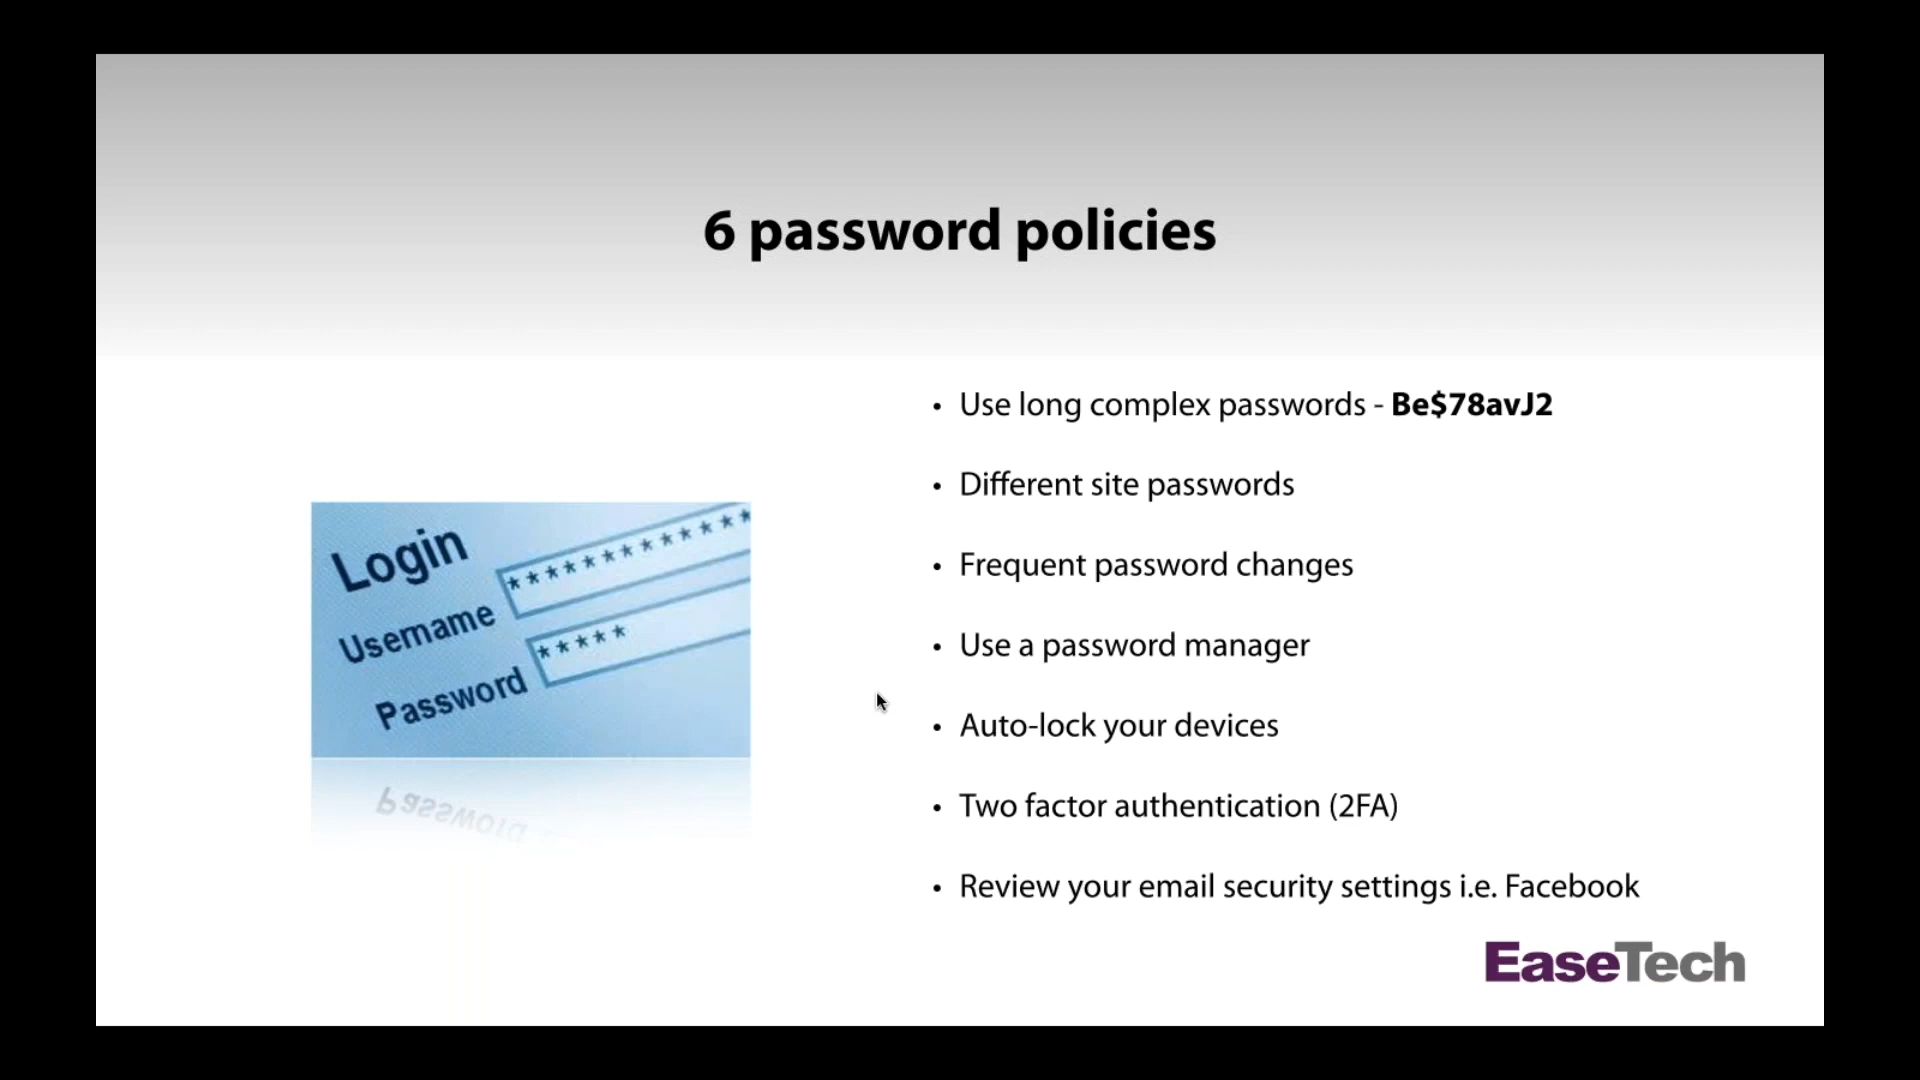 6 password policies
• Use long complex passwords - Be$78avJ2
• Different site passwords
• Frequent password changes
• Use a password manager
• Auto-lock your devices
• Two factor authentication (2FA)
• Review your email security settings i.e. Facebook
Login
Username ************
Password *****
Password
EaseTech